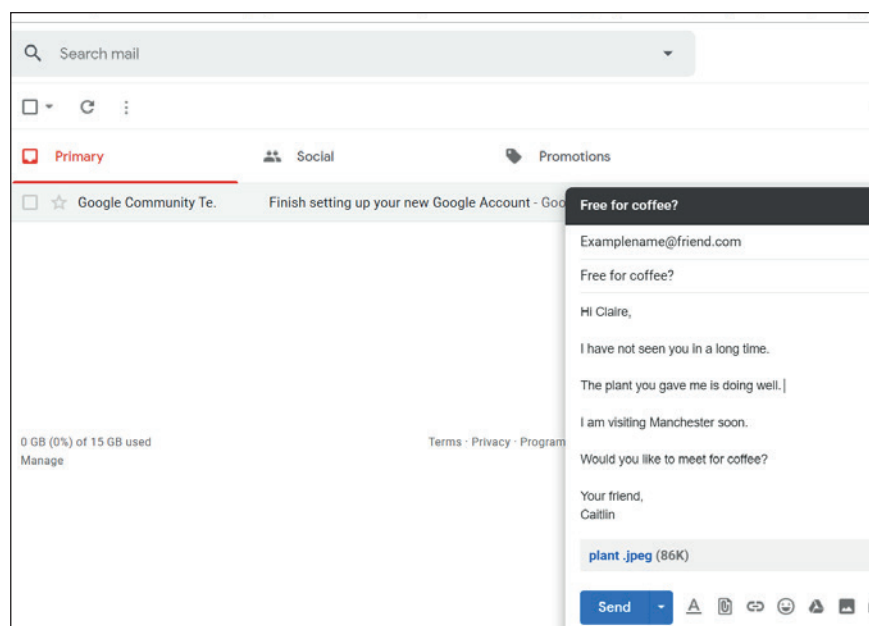 Search mail
Primary
Social
Promotions
Google Community Te.
Finish setting up your new Google Account - Goo
0 GB (0%) of 15 GB used
Manage
Terms · Privacy · Program
Free for coffee?
Examplename@friend.com
Free for coffee?
Hi Claire,
I have not seen you in a long time.
The plant you gave me is doing well.
I am visiting Manchester soon.
Would you like to meet for coffee?
Your friend,
Caitlin
plant .jpeg (86K)
Send